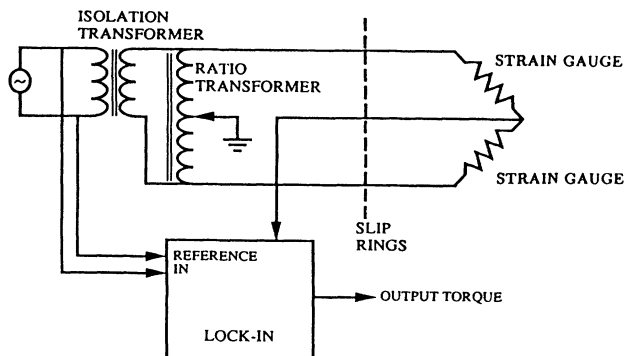 ISOLATION
TRANSFORMER
RATIO
TRANSFORMER
STRAIN GAUGE
STRAIN GAUGE
SLIP
RINGS
REFERENCE
IN
OUTPUT TORQUE
LOCK-IN